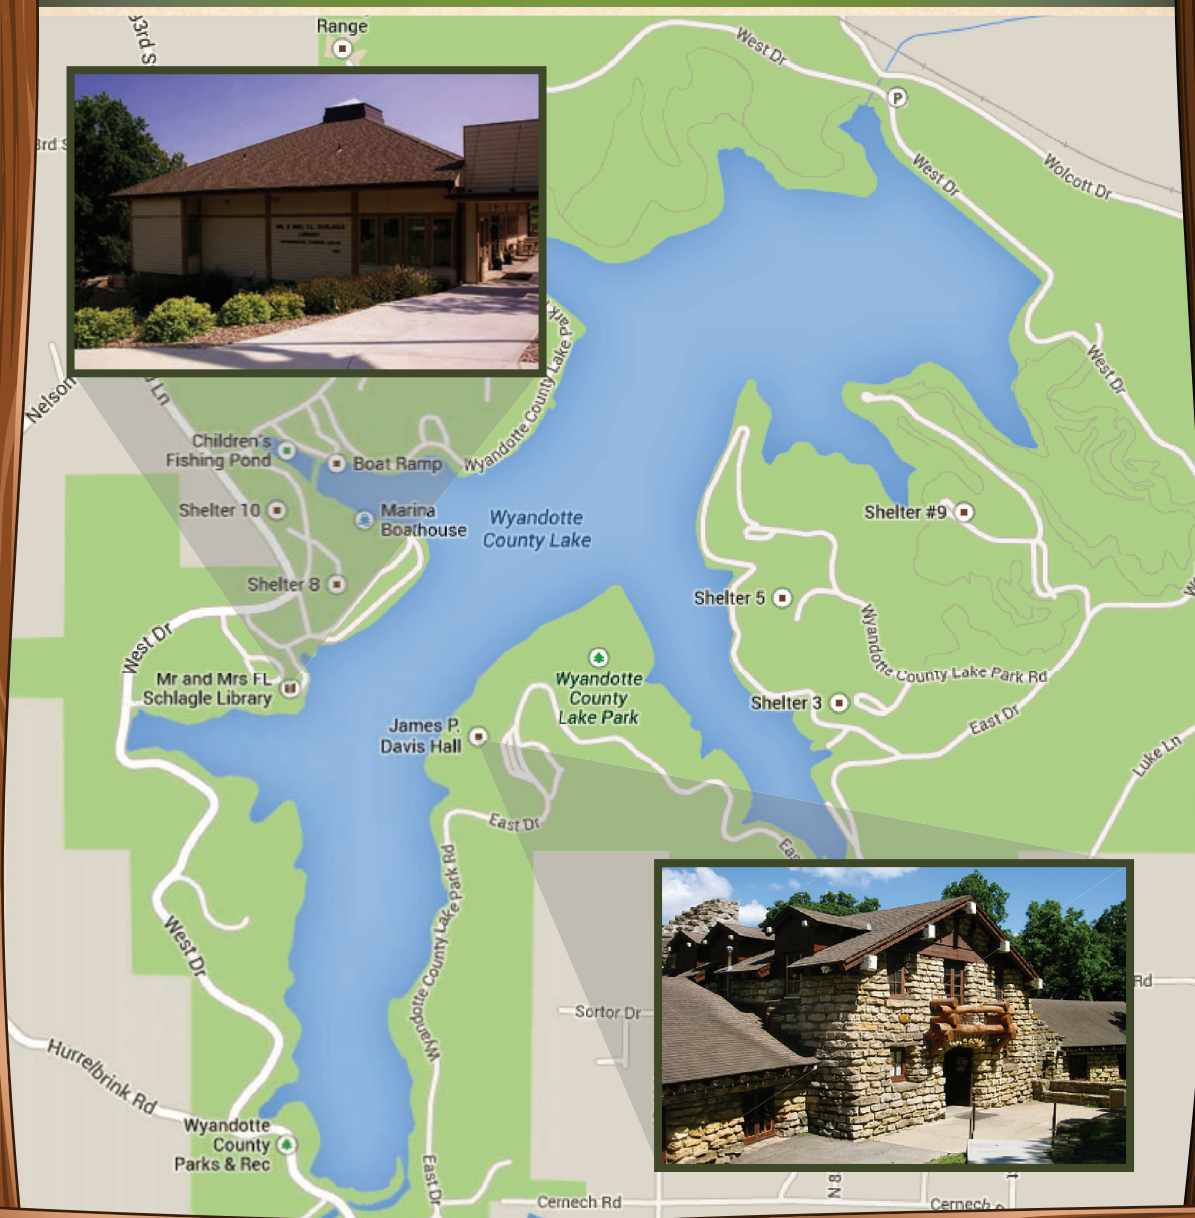 Range
West Dr
Wolcott Dr
West Dr
West Dr
Nelson
Ln
Children's
Fishing Pond
Boat Ramp
Wyandotte County Lake Park
Shelter 10
Marina
Boathouse
Wyandotte
County Lake
Shelter #9
Shelter 8
Shelter 5
West Dr
Wyandotte County Lake Park Rd
Mr and Mrs FL
Schlagle Library
Wyandotte
County
Lake Park
Shelter 3
East Dr
James P.
Davis Hall
Luke Ln
East Dr
Wyandotte County Lake Park Rd
West Dr
Sortor Dr
Rd
Hurrelbrink Rd
Wyandotte
County
Parks & Rec
East Dr
Cernech Rd
N 8
P